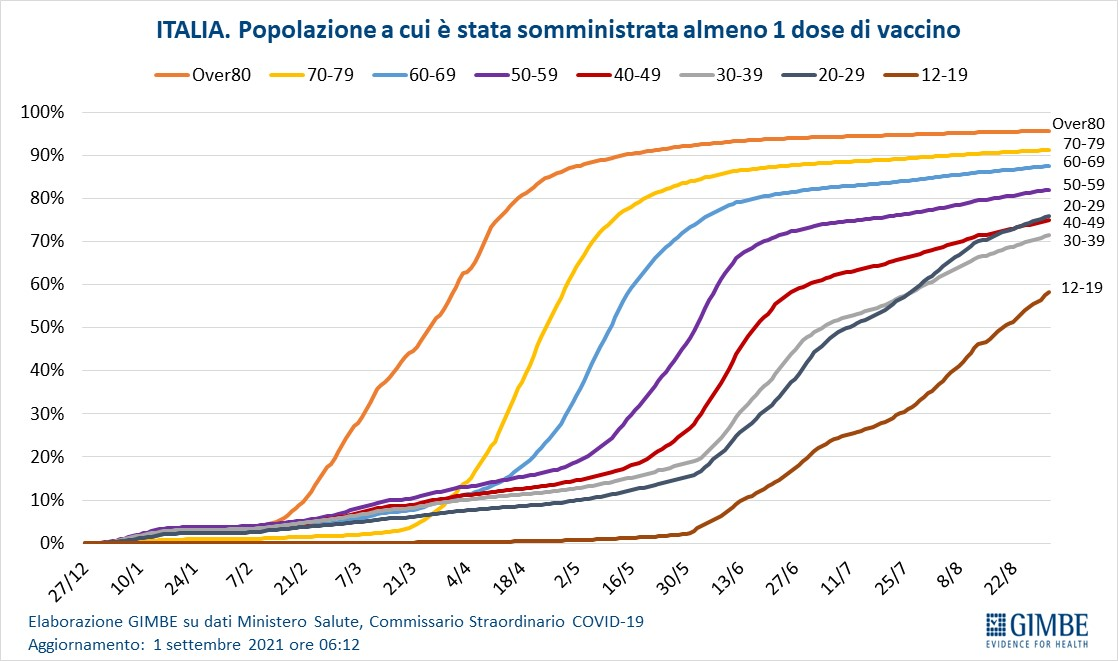 ITALIA. Popolazione a cui è stata somministrata almeno 1 dose di vaccino
Over80 70-79 60-69 50-59 40-49 30-39 20-29 12-19
100%
90%
80%
70%
60%
50%
40%
30%
20%
10%
0%
Over80
70-79
60-69
50-59
20-29
40-49
30-39
12-19
27/12 10/1 24/1 7/2 21/2 7/3 21/3 4/4 18/4 2/5 16/5 30/5 13/6 27/6 11/7 25/7 8/8 22/8
Elaborazione GIMBE su dati Ministero Salute, Commissario Straordinario COVID-19
Aggiornamento: 1 settembre 2021 ore 06:12
GIMBE
EVIDENCE FOR HEALTH